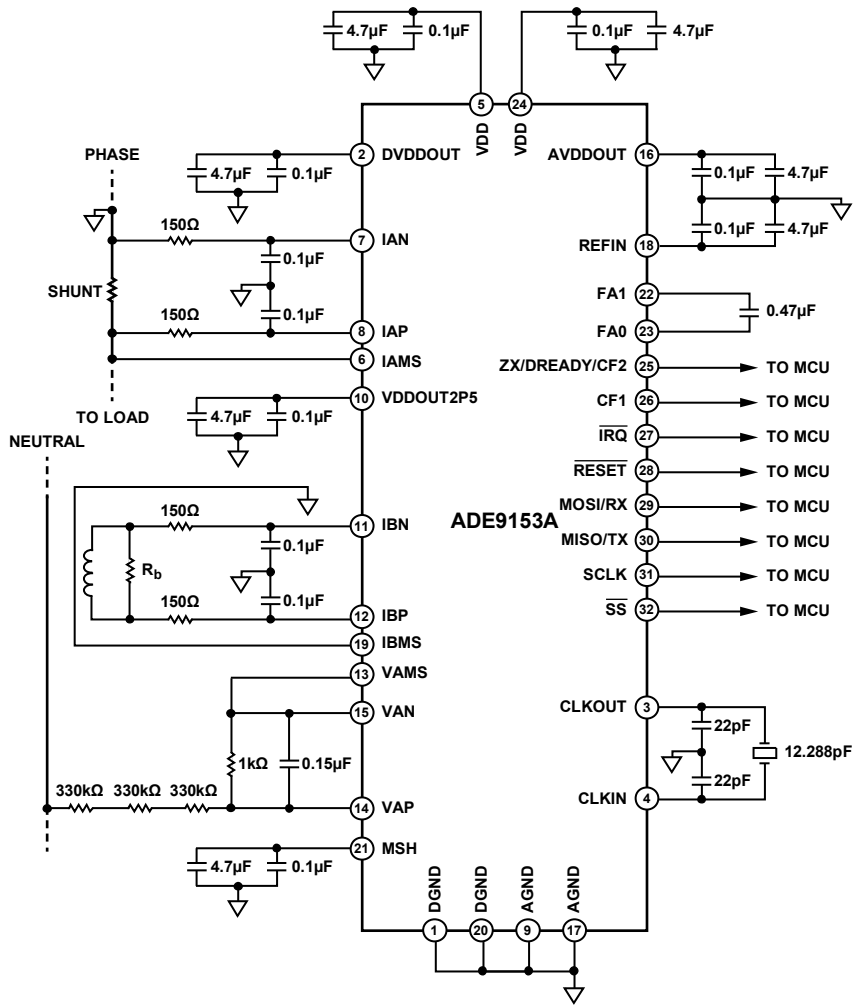 4.7µF 0.1µF 0.1µF 4.7µF
5 24
VDD VDD
PHASE
2 DVDDOUT
AVDDOUT 16
4.7µF 0.1µF
0.1µF 4.7µF
150Ω
7 IAN
0.1µF 4.7µF
REFIN 18
0.1µF
SHUNT
FA1 22
0.1µF
0.47µF
150Ω
8 IAP
FA0 23
6 IAMS
ZX/DREADY/CF2 25 TO MCU
10 VDDOUT2P5
CF1 26 TO MCU
4.7µF 0.1µF
TO LOAD
NEUTRAL
IRQ 27 TO MCU
RESET 28 TO MCU
150Ω
11 IBN
ADE9153A
MOSI/RX 29 TO MCU
0.1µF
MISO/TX 30 TO MCU
Rb
SCLK 31 TO MCU
0.1µF
150Ω
12 IBP
SS 32 TO MCU
19 IBMS
13 VAMS
15 VAN
CLKOUT 3
22pF
1kΩ 0.15µF
12.288pF
22pF
330kΩ 330kΩ 330kΩ
14 VAP
CLKIN 4
21 MSH
4.7µF 0.1µF
DGND DGND AGND AGND
1 20 9 17